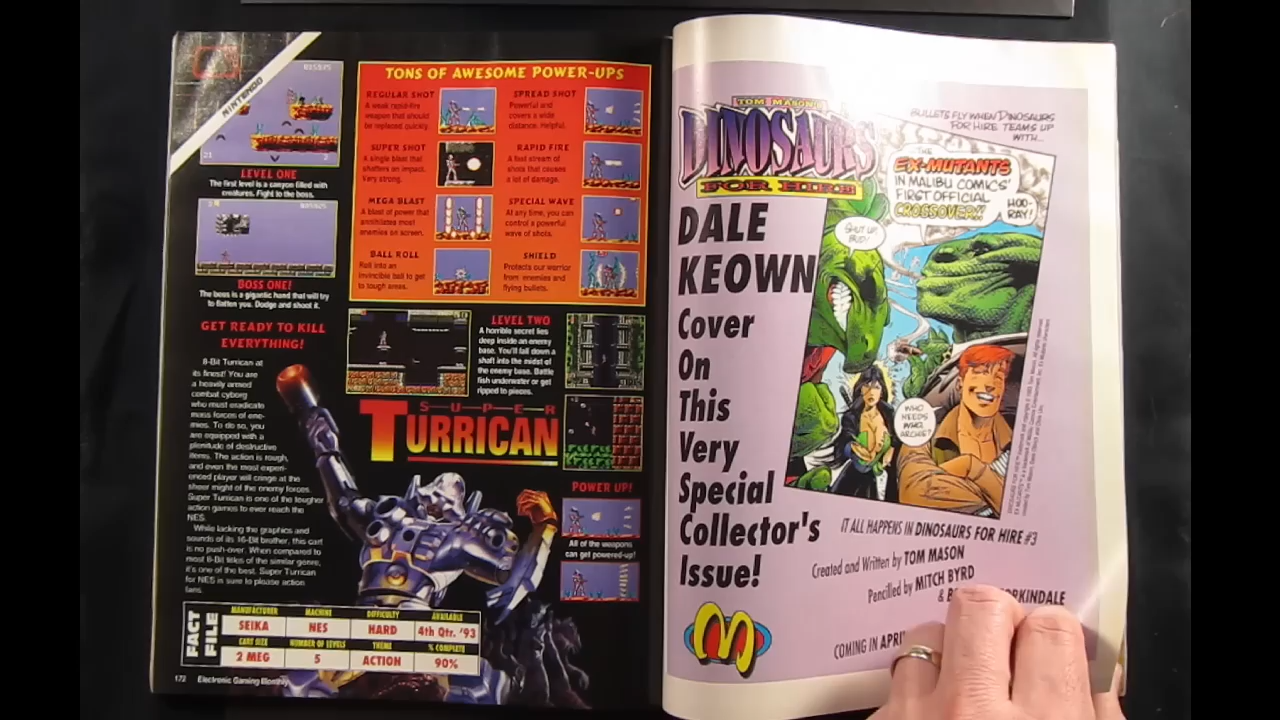 NINTENDO
LEVEL ONE
The first level is a canyon filled with
creatures. Fight to the boss.
BOSS ONE!
The boss is a gigantic hand that will try
to flatten you. Dodge and shoot it.
GET READY TO KILL
EVERYTHING!
8-Bit Turrican at
its finest! You are
a heavily armed
combat cyborg
who must eradicate
mass forces of ene-
mies. To do so, you
are equipped with a
plenitude of destructive
items. The action is rough,
and even the most experi-
enced player will cringe at the
sheer might of the enemy forces.
Super Turrican is one of the tougher
action games to ever reach the
NES.
While lacking the graphics and
sounds of its 16-Bit brother, this cart
is no push-over. When compared to
most 8-Bit titles of the similar genre,
it's one of the best. Super Turrican
for NES is sure to please action
fans.
TONS OF AWESOME POWER-UPS
REGULAR SHOT
A weak rapid-fire
weapon that should
be replaced quickly.
SPREAD SHOT
Powerful and
covers a wide
distance. Helpful.
SUPER SHOT
A single blast that
shatters on impact.
Very strong.
RAPID FIRE
A fast stream of
shots that causes
a lot of damage.
MEGA BLAST
A blast of power that
annihilates most
enemies on screen.
SPECIAL WAVE
At any time, you can
control a powerful
wave of shots.
BALL ROLL
Roll into an
invincible ball to get
to tough areas.
SHIELD
Protects our warrior
from enemies and
flying bullets.
LEVEL TWO
A horrible secret lies
deep inside an enemy
base. You'll fall down a
shaft into the midst of
the enemy base. Battle
fish underwater or get
ripped to pieces.
SUPER
TURRICAN
POWER UP!
All of the weapons
can get powered-up!
FACT FILE
MANUFACTURER MACHINE DIFFICULTY AVAILABLE
SEIKA NES HARD 4th Qtr. '93
CART SIZE NUMBER OF LEVELS THEME % COMPLETE
2 MEG 5 ACTION 90%
172 Electronic Gaming Monthly
TOM MASON'S
DINOSAURS
FOR HIRE
BULLETS FLY WHEN DINOSAURS
FOR HIRE TEAMS UP
WITH...
THE
EX-MUTANTS
IN MALIBU COMICS'
FIRST OFFICIAL
CROSSOVER!!
HOO-
RAY!
SHUT UP,
BUD!
WHO
NEEDS
WHO,
ARCHIE?
DALE
KEOWN
Cover
On
This
Very
Special
Collector's
Issue!
IT ALL HAPPENS IN DINOSAURS FOR HIRE #3
Created and Written by TOM MASON
Pencilled by MITCH BYRD
&
COMING IN APRIL
M